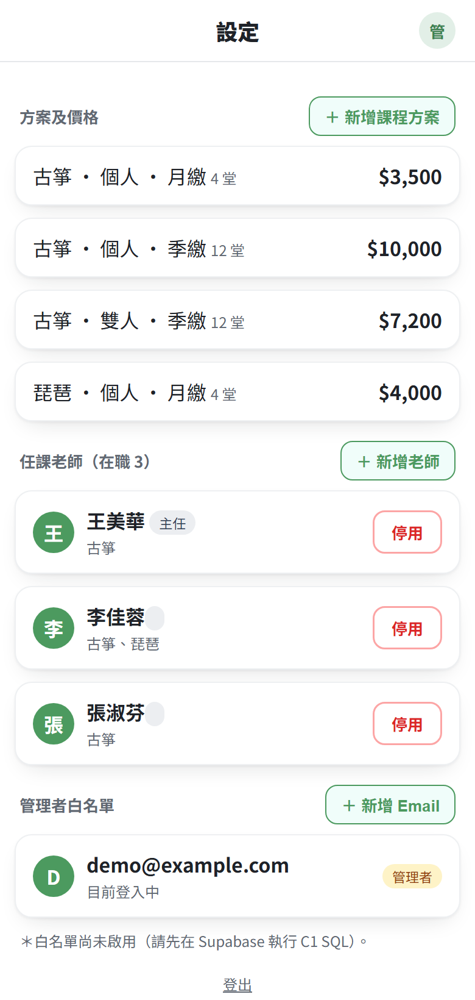 設定
管
方案及價格
＋ 新增課程方案
古箏 ・ 個人 ・ 月繳 4 堂
$3,500
古箏 ・ 個人 ・ 季繳 12 堂
$10,000
古箏 ・ 雙人 ・ 季繳 12 堂
$7,200
琵琶 ・ 個人 ・ 月繳 4 堂
$4,000
任課老師（在職 3）
＋ 新增老師
王
王美華 主任
古箏
停用
李
李佳蓉
古箏、琵琶
停用
張
張淑芬
古箏
停用
管理者白名單
＋ 新增 Email
D
demo@example.com
目前登入中
管理者
＊白名單尚未啟用（請先在 Supabase 執行 C1 SQL）。
登出